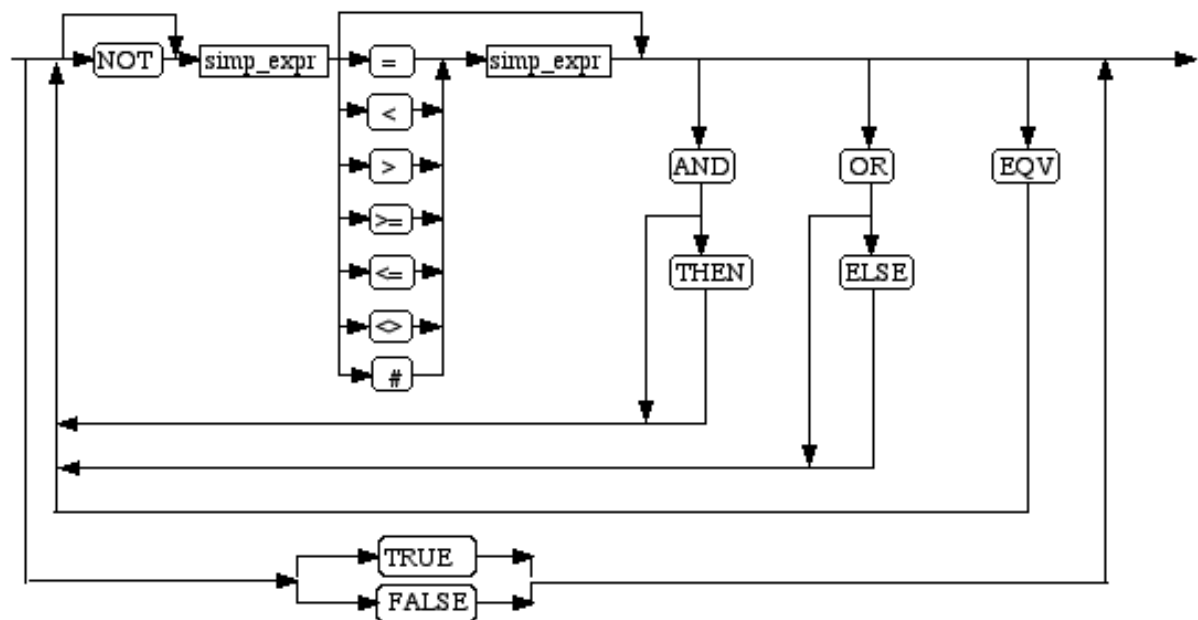 NOT simp_expr = simp_expr
<
>
AND OR EQV
>=
<=
THEN ELSE
<>
#
TRUE
FALSE